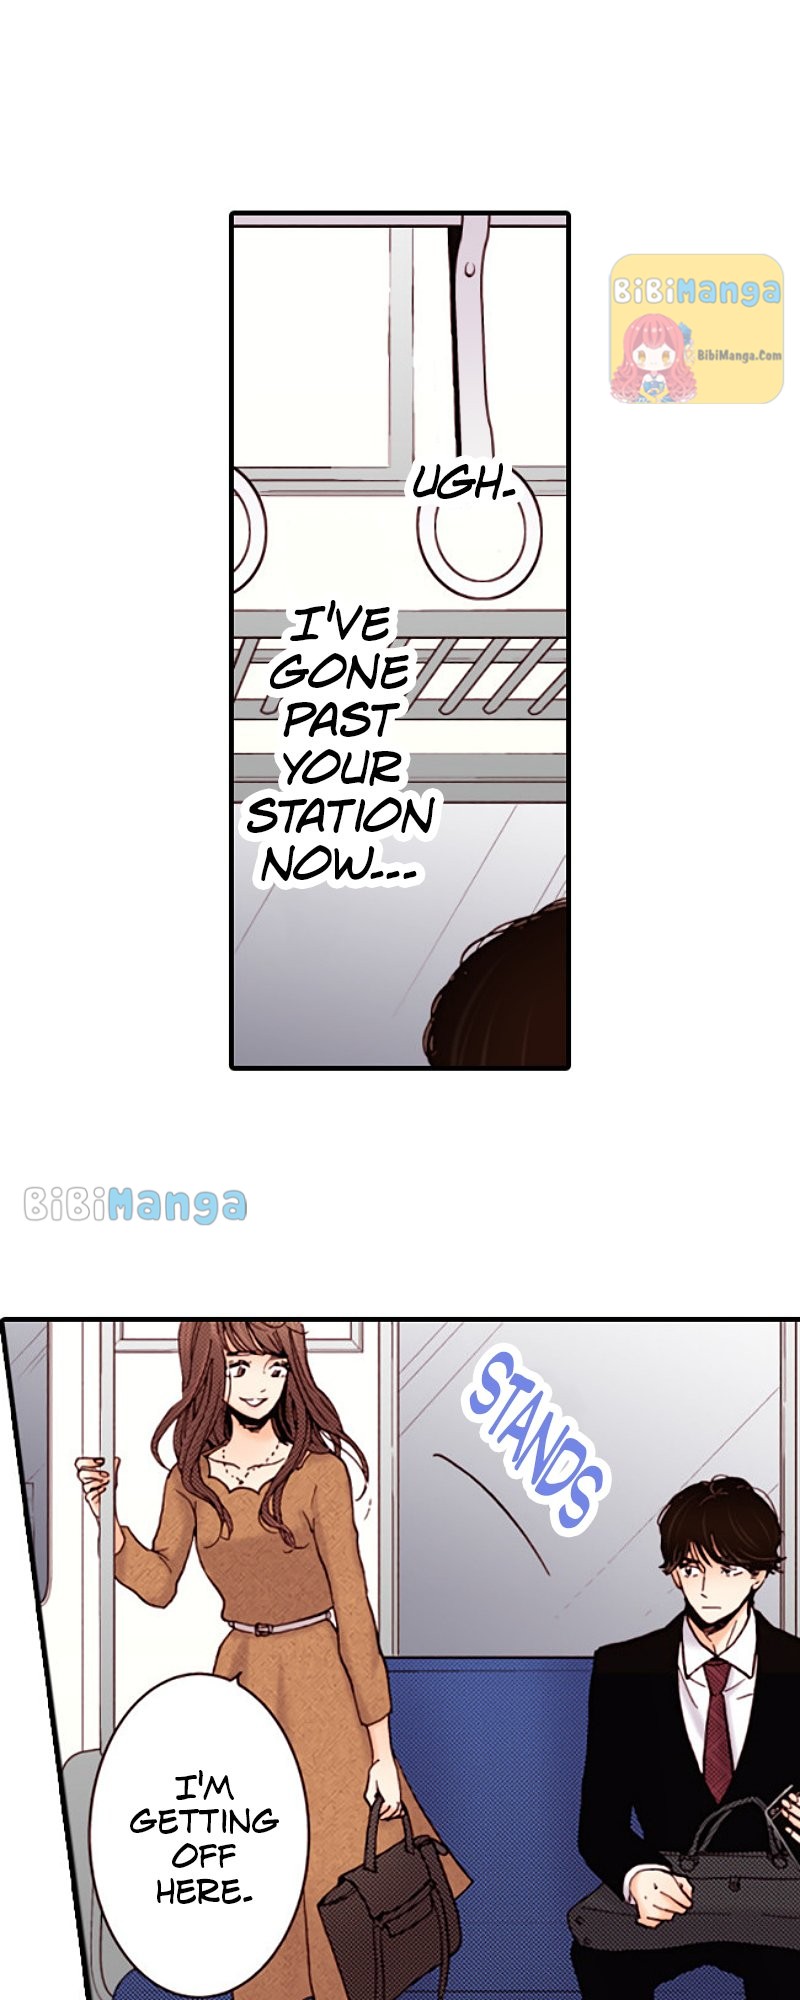 BiBiManga
BibiManga.Com
UGH.
I'VE
GONE
PAST
YOUR
STATION
NOW...
BiBiManga
STANDS
I'M
GETTING
OFF
HERE.